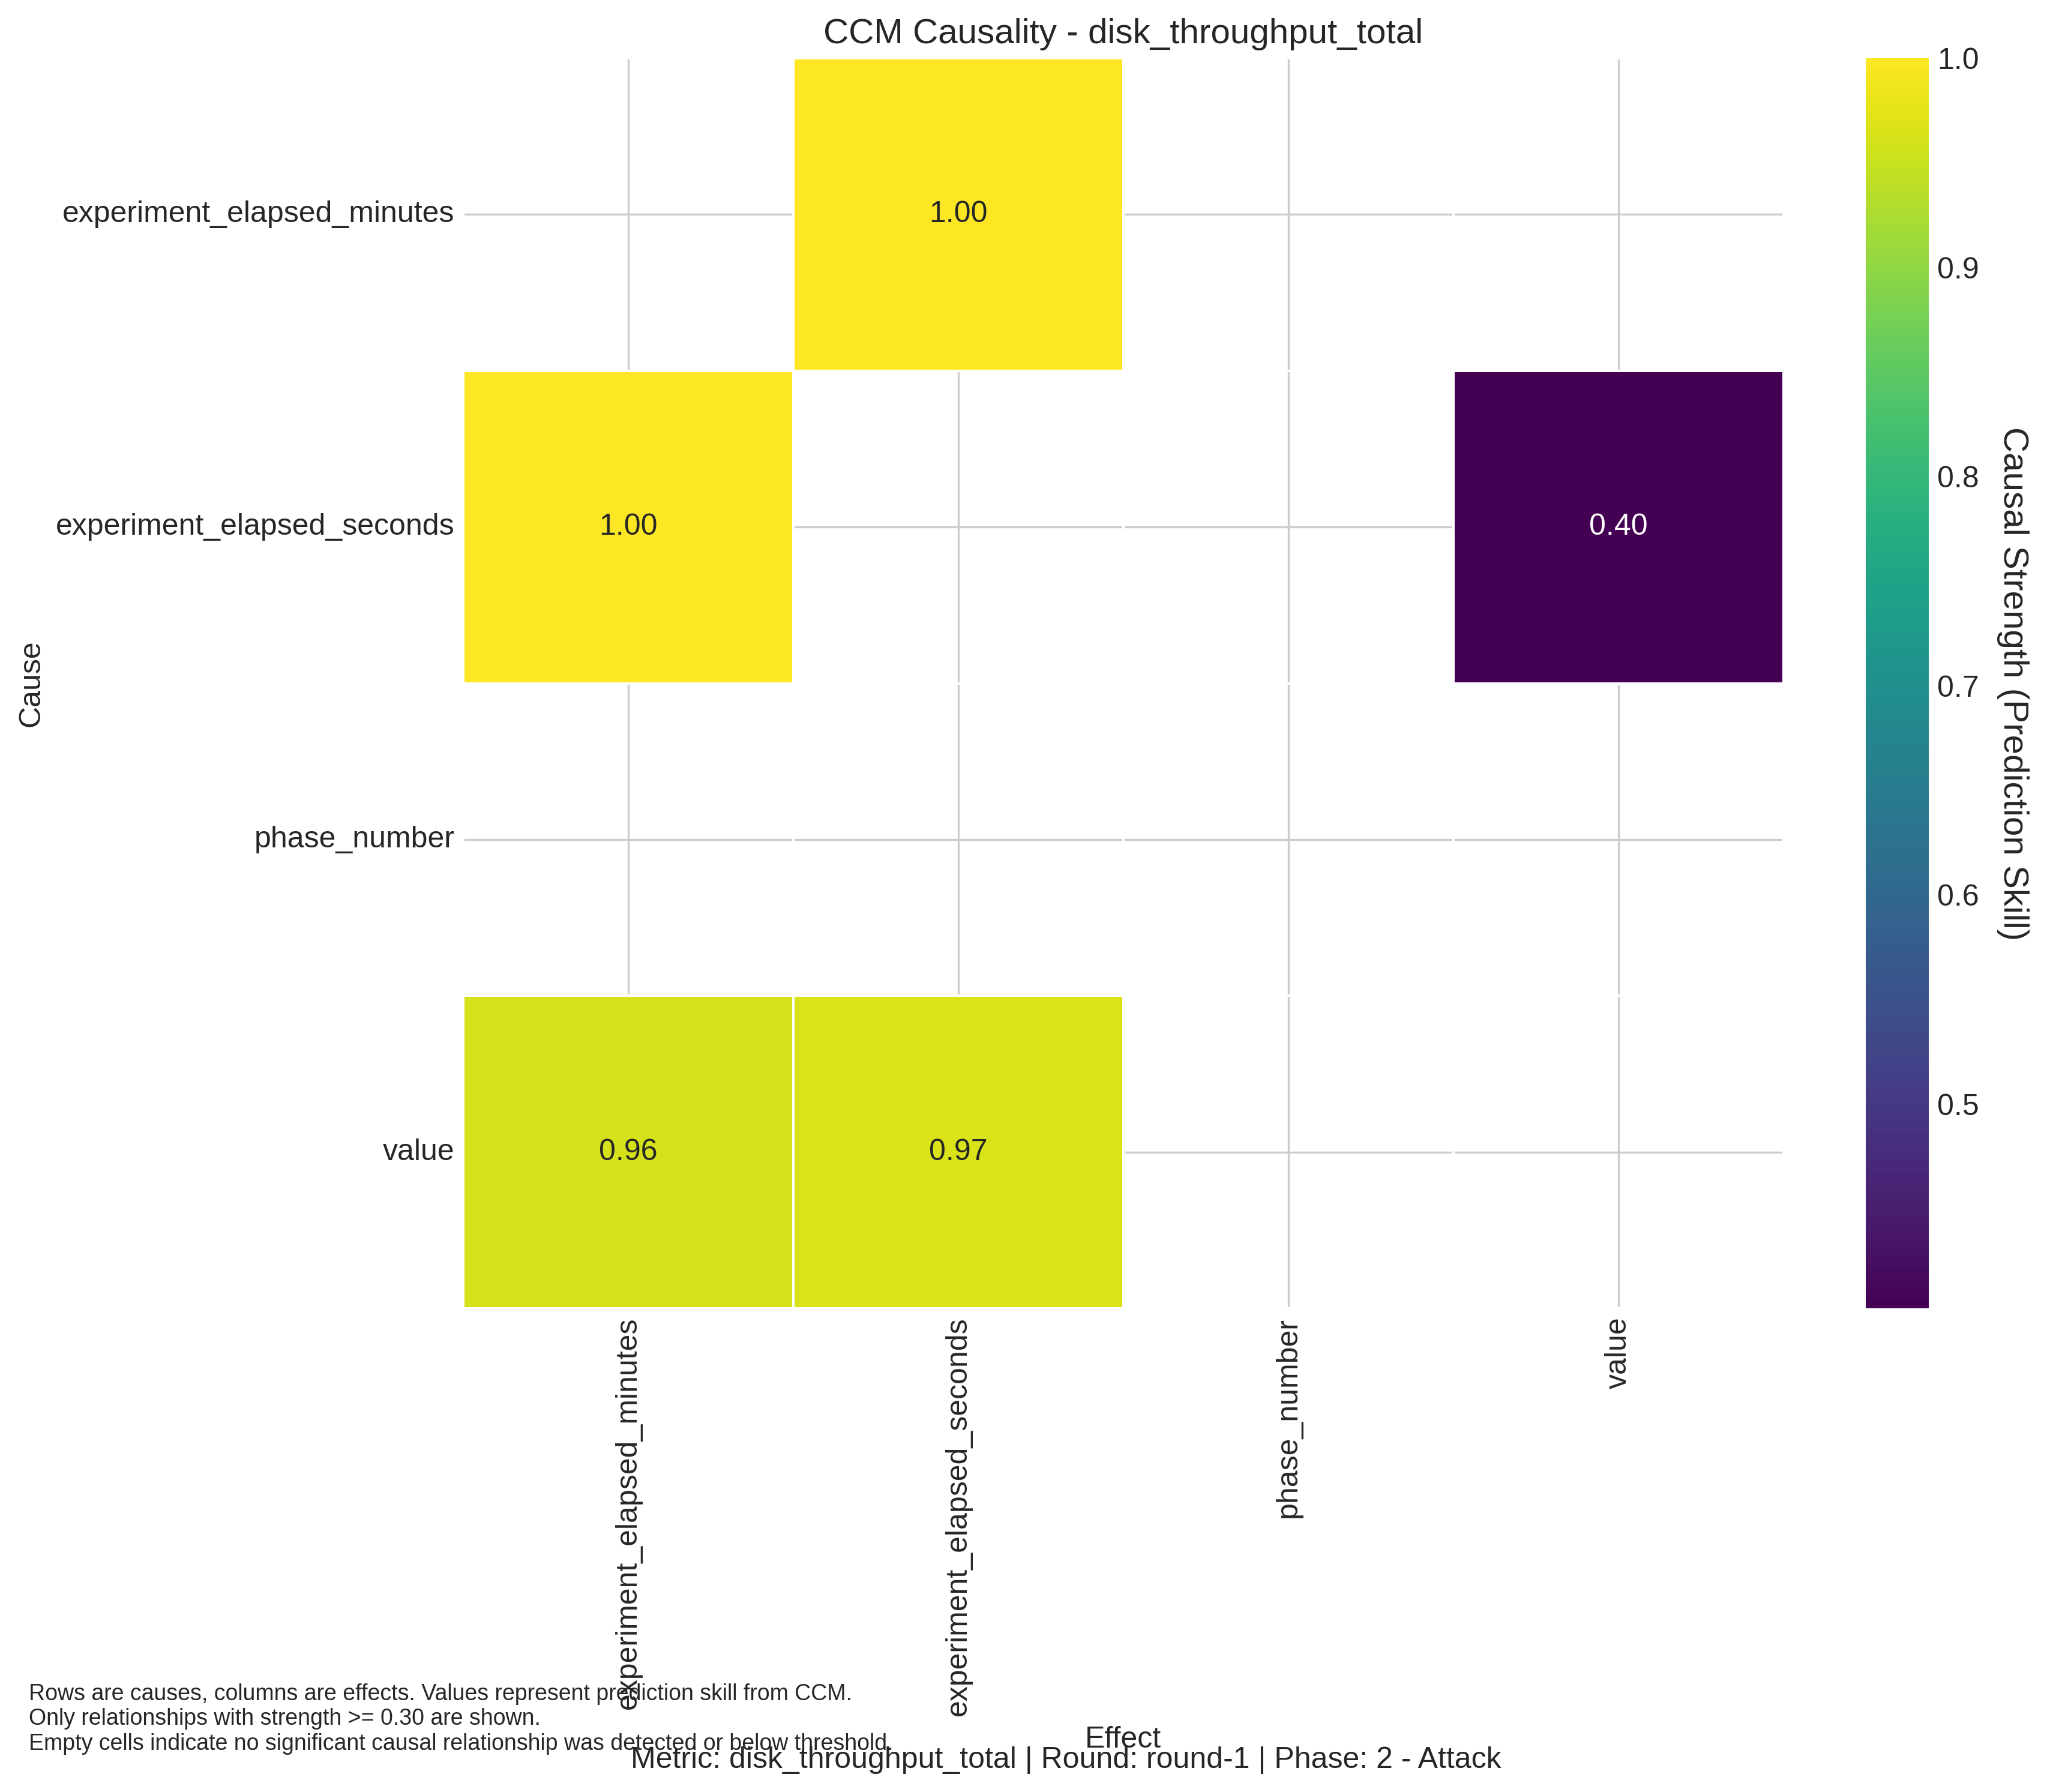 CCM Causality - disk_throughput_total
experiment_elapsed_minutes
experiment_elapsed_seconds
phase_number
value
Cause
1.00
1.00
0.40
0.96
0.97
1.0
0.9
0.8
0.7
0.6
0.5
Causal Strength (Prediction Skill)
experiment_elapsed_minutes
experiment_elapsed_seconds
phase_number
value
Effect
Rows are causes, columns are effects. Values represent prediction skill from CCM.
Only relationships with strength >= 0.30 are shown.
Empty cells indicate no significant causal relationship was detected or below threshold.
Metric: disk_throughput_total | Round: round-1 | Phase: 2 - Attack